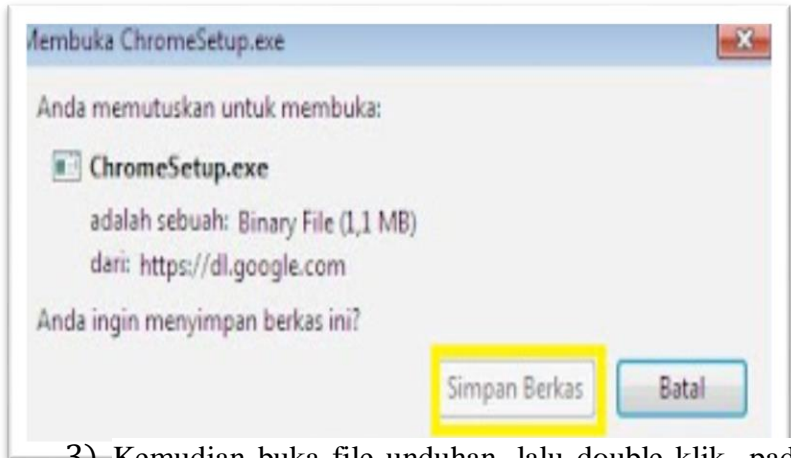 Membuka ChromeSetup.exe
Anda memutuskan untuk membuka:
ChromeSetup.exe
adalah sebuah: Binary File (1,1 MB)
dari: https://dl.google.com
Anda ingin menyimpan berkas ini?
Simpan Berkas
Batal
3) Kemudian buka file unduhan, lalu double klik